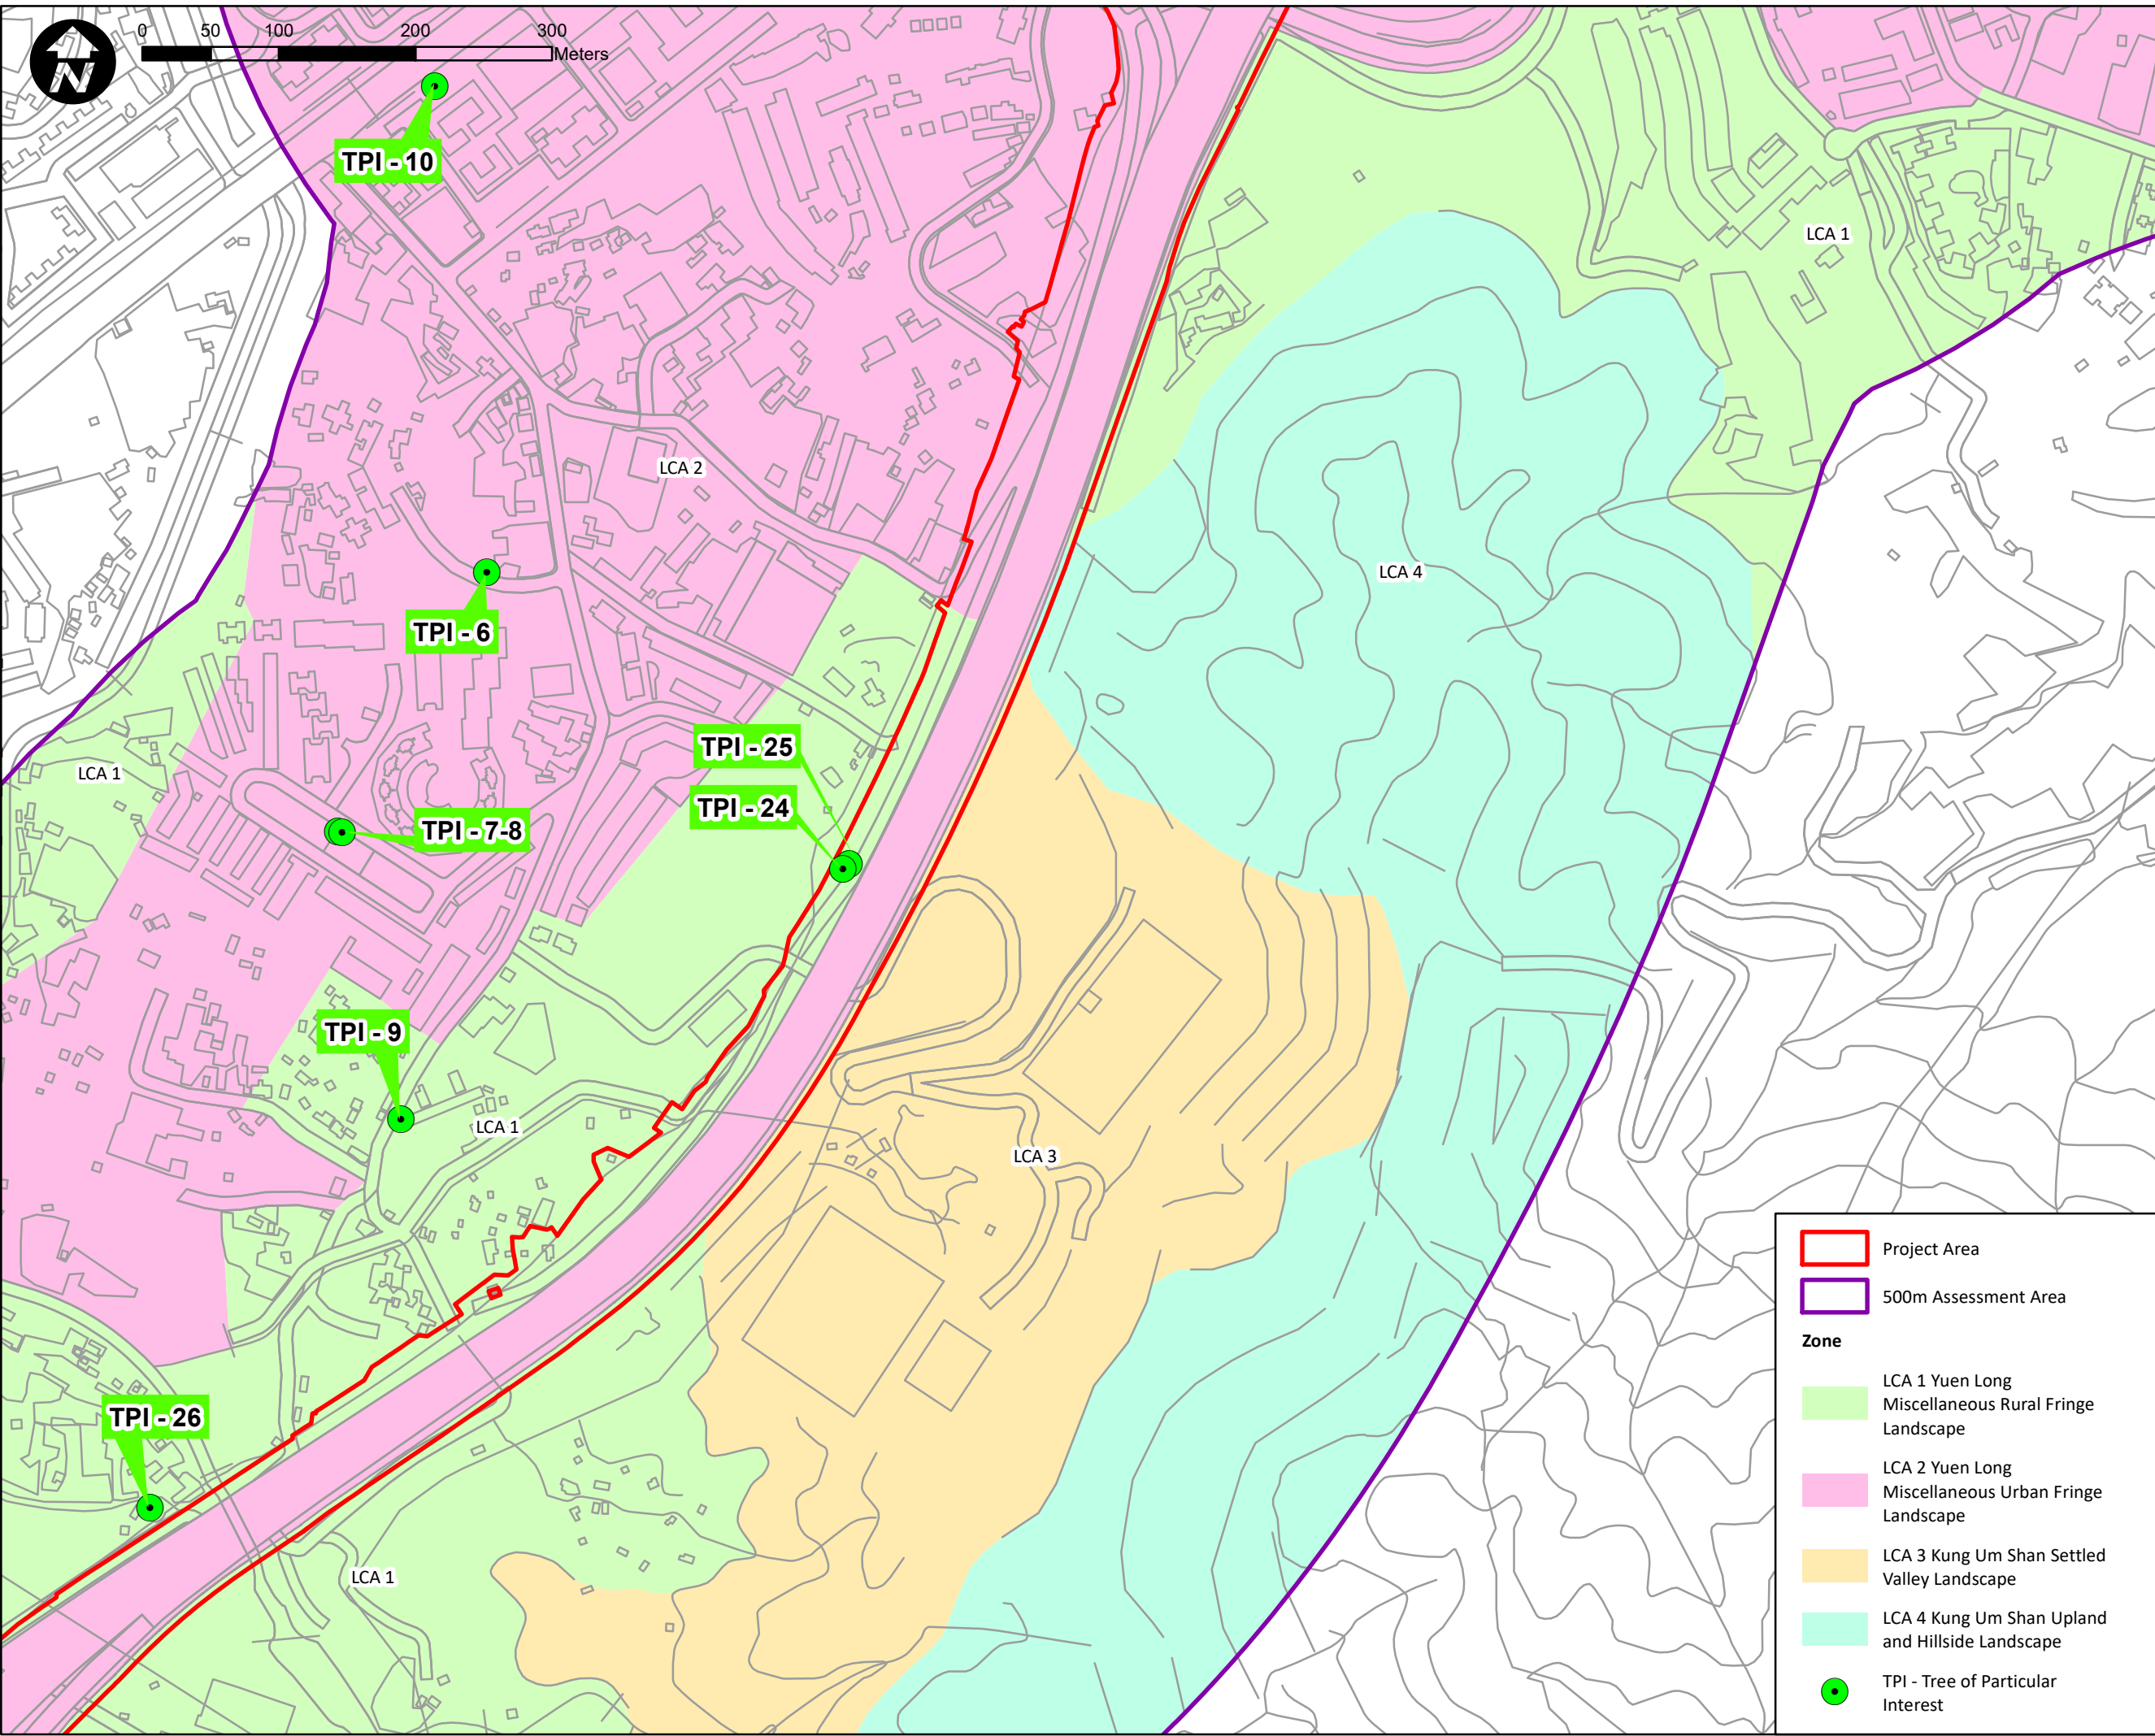 0 50 100 200 300
Meters
N
TPI - 10
LCA 1
LCA 2
LCA 4
TPI - 6
TPI - 25
LCA 1
TPI - 24
TPI - 7-8
TPI - 9
LCA 1
LCA 3
TPI - 26
LCA 1
Project Area
500m Assessment Area
Zone
LCA 1 Yuen Long
Miscellaneous Rural Fringe
Landscape
LCA 2 Yuen Long
Miscellaneous Urban Fringe
Landscape
LCA 3 Kung Um Shan Settled
Valley Landscape
LCA 4 Kung Um Shan Upland
and Hillside Landscape
TPI - Tree of Particular
Interest